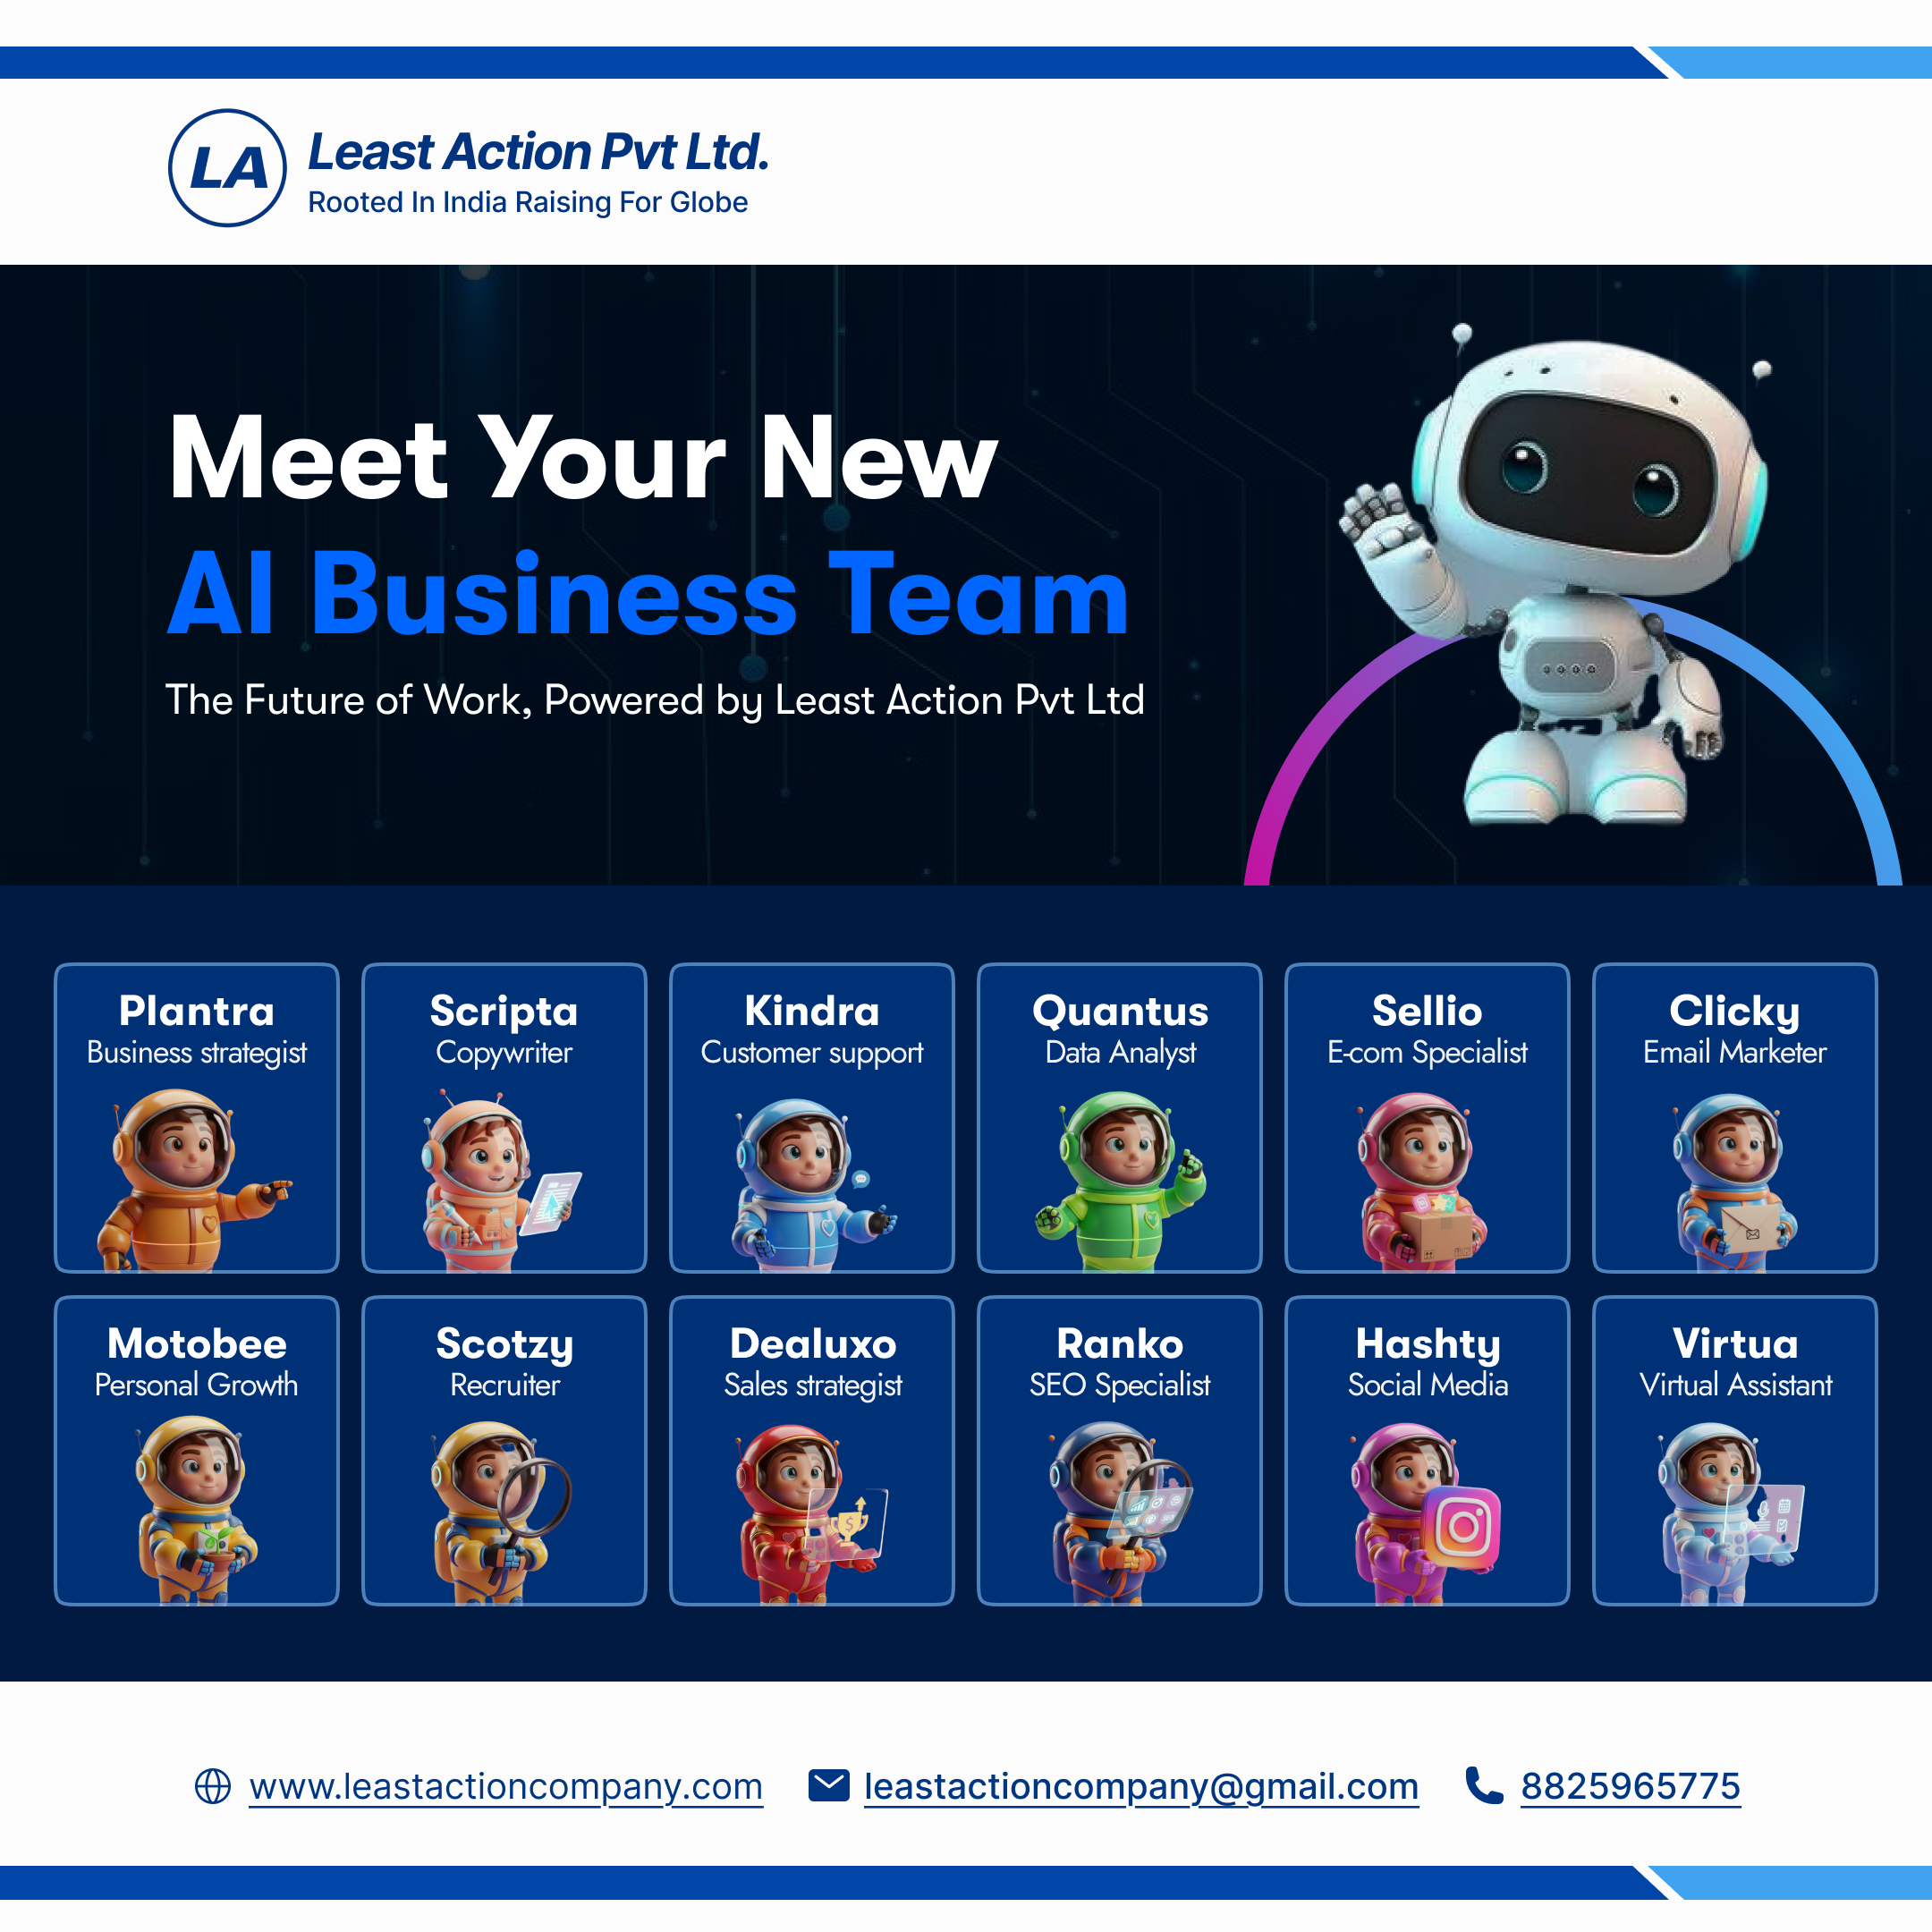 LA
Least Action Pvt Ltd.
Rooted In India Raising For Globe
Meet Your New
AI Business Team
The Future of Work, Powered by Least Action Pvt Ltd
Plantra
Business strategist
Scripta
Copywriter
Kindra
Customer support
Quantus
Data Analyst
Sellio
E-com Specialist
Clicky
Email Marketer
Motobee
Personal Growth
Scotzy
Recruiter
Dealuxo
Sales strategist
Ranko
SEO Specialist
Hashty
Social Media
Virtua
Virtual Assistant
www.leastactioncompany.com
leastactioncompany@gmail.com
8825965775